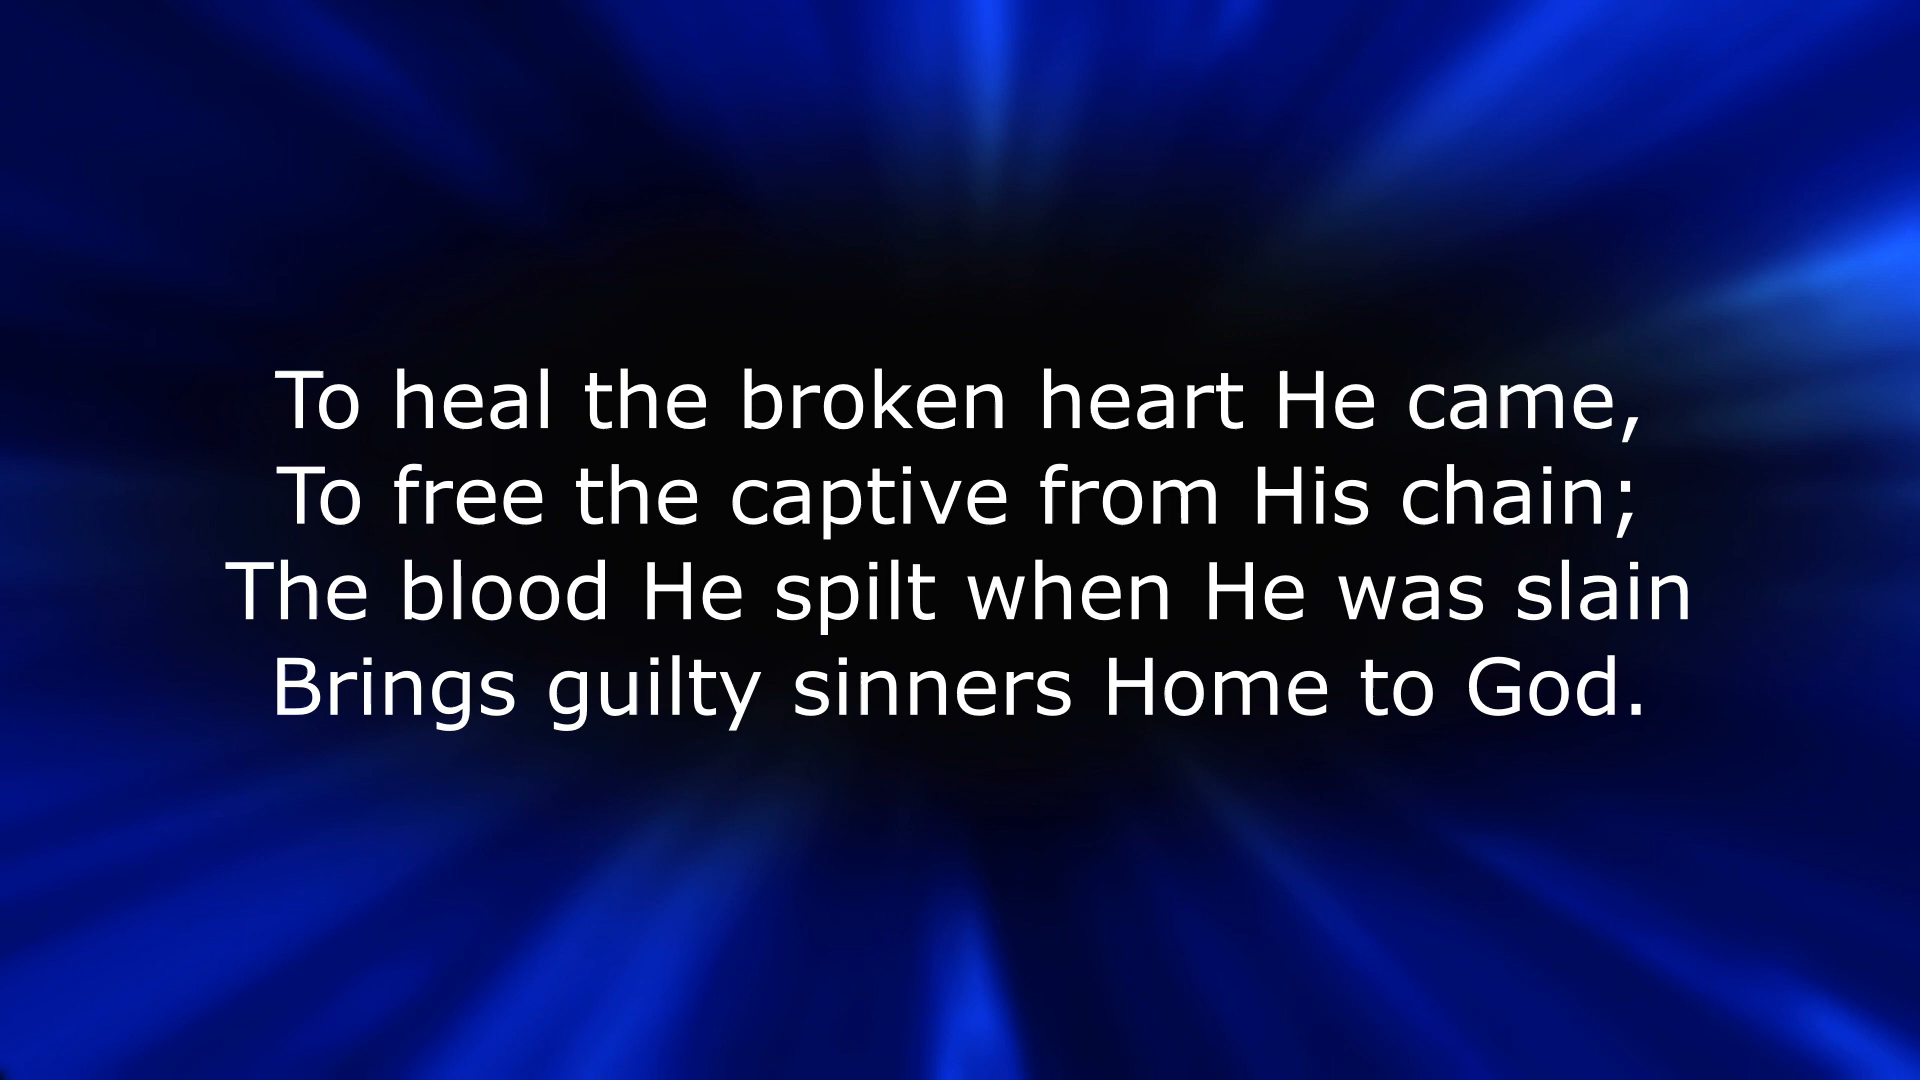 To heal the broken heart He came,
To free the captive from His chain;
The blood He spilt when He was slain
Brings guilty sinners Home to God.